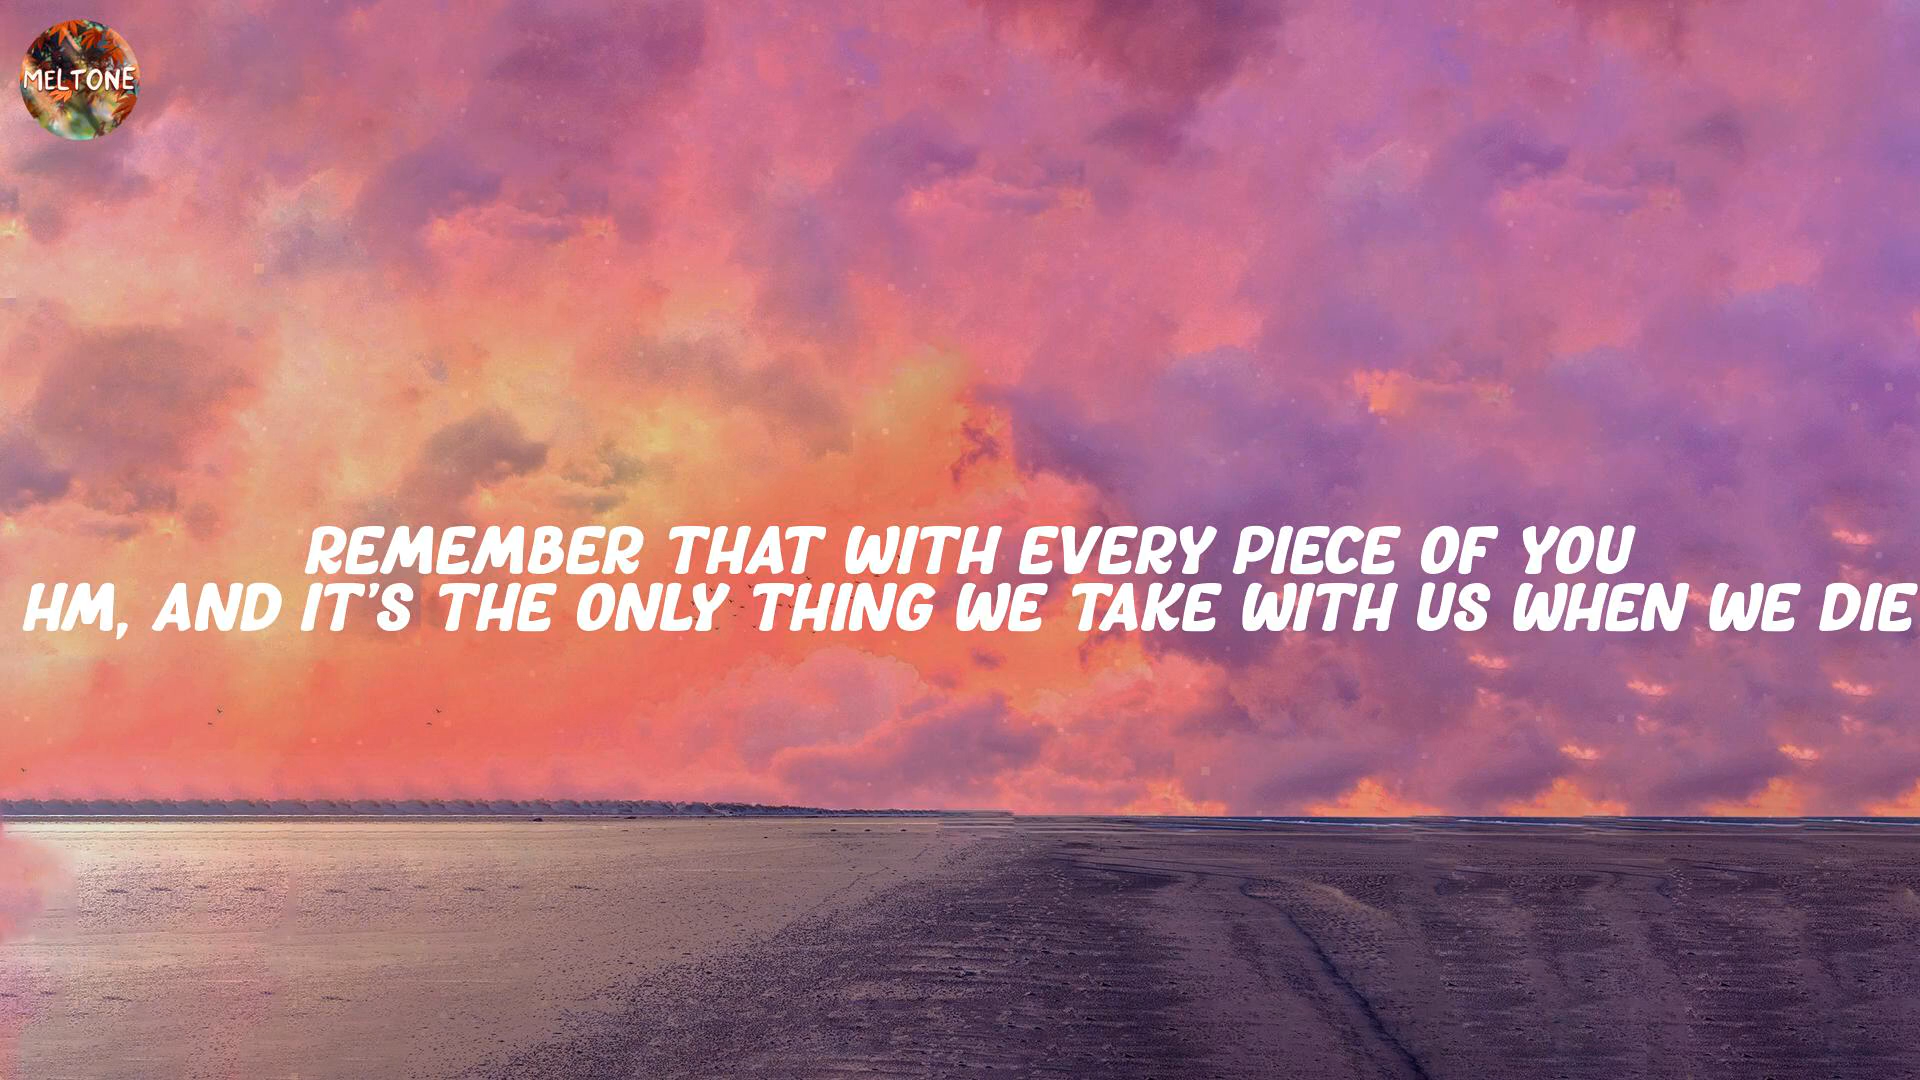 MELTONE
REMEMBER THAT WITH EVERY PIECE OF YOU
HM, AND IT'S THE ONLY THING WE TAKE WITH US WHEN WE DIE